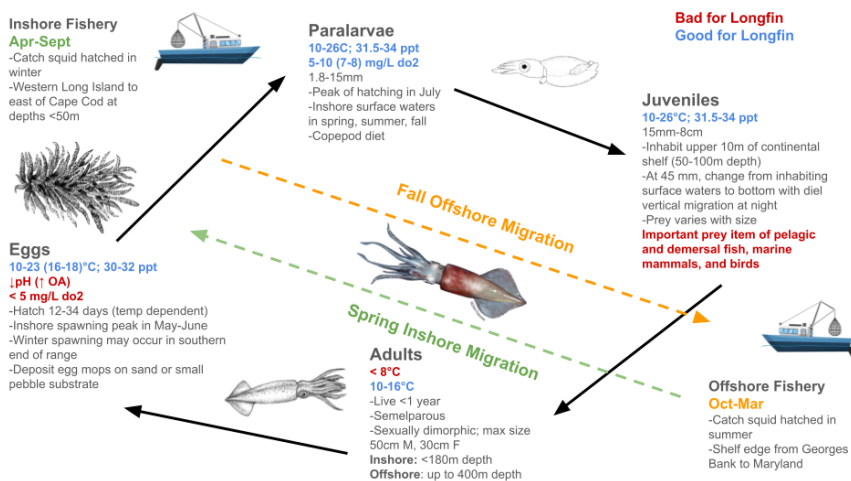 Inshore Fishery
Apr-Sept
-Catch squid hatched in
winter
-Western Long Island to
east of Cape Cod at
depths <50m
Paralarvae
10-26C; 31.5-34 ppt
5-10 (7-8) mg/L do2
1.8-15mm
-Peak of hatching in July
-Inshore surface waters
in spring, summer, fall
-Copepod diet
Bad for Longfin
Good for Longfin
Juveniles
10-26°C; 31.5-34 ppt
15mm-8cm
-Inhabit upper 10m of continental
shelf (50-100m depth)
-At 45 mm, change from inhabiting
surface waters to bottom with diel
vertical migration at night
-Prey varies with size
Important prey item of pelagic
and demersal fish, marine
mammals, and birds
Fall Offshore Migration
Spring Inshore Migration
Eggs
10-23 (16-18)°C; 30-32 ppt
↓pH (↑ OA)
< 5 mg/L do2
-Hatch 12-34 days (temp dependent)
-Inshore spawning peak in May-June
-Winter spawning may occur in southern
end of range
-Deposit egg mops on sand or small
pebble substrate
Adults
< 8°C
10-16°C
-Live <1 year
-Semelparous
-Sexually dimorphic; max size
50cm M, 30cm F
Inshore: <180m depth
Offshore: up to 400m depth
Offshore Fishery
Oct-Mar
-Catch squid hatched in
summer
-Shelf edge from Georges
Bank to Maryland